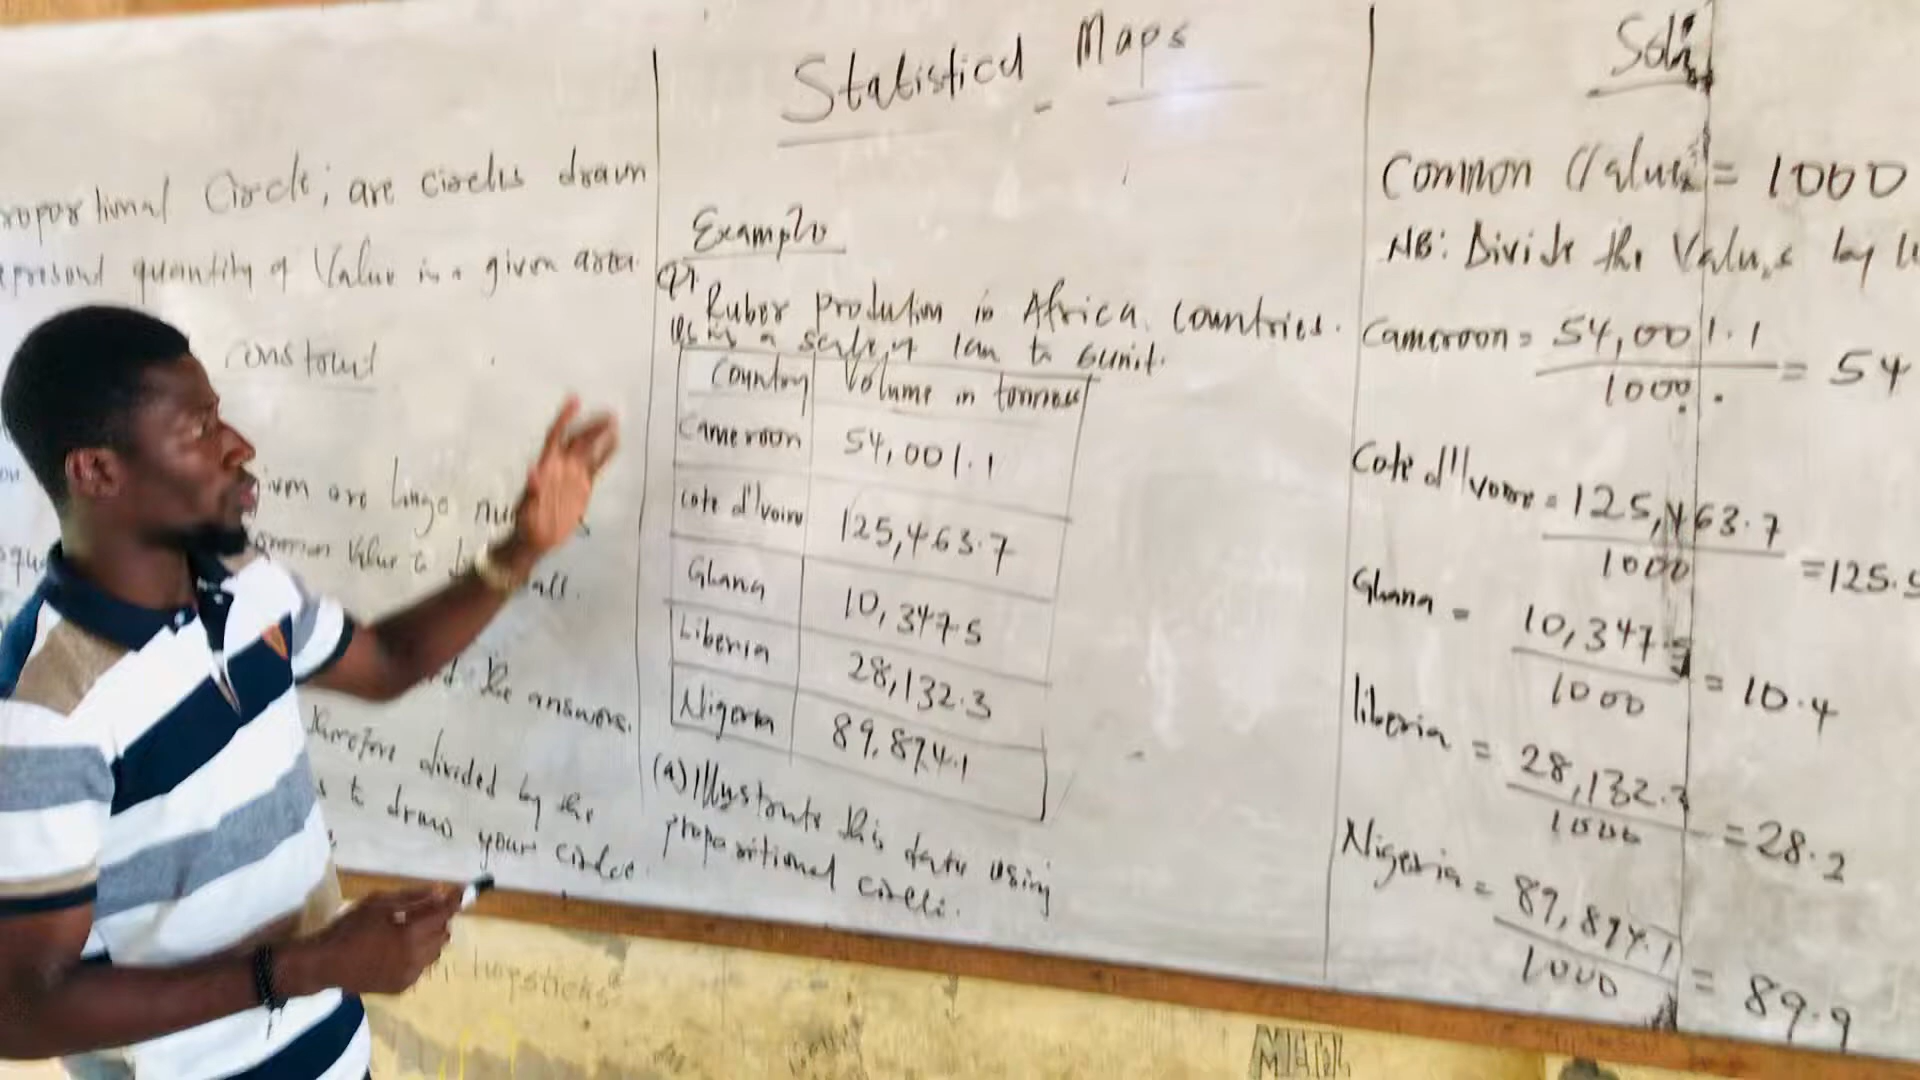 Statistical Maps
roportional Circle; are circles drawn
epresent quantity of Value in a given area.
construct
iven are large nu
common Value to b all.
d the answers.
therefore divided by the
s to draw your circles.
Example
Q1.
Ruber prodution in Africa. Countries.
Using a scale of 1cm to 6unit.
Country Volume in tonnes
Cameroon 54,001.1
Cote d'Ivoire 125,463.7
Ghana 10,347.5
Liberia 28,132.3
Nigeria 89,874.1
(a) Illustrate this data using
proportional circle.
Soln
Common Value = 1000
NB: Divide the Values by
Cameroon = 54,001.1
1000 = 54
Cote d'Ivoire = 125,463.7
1000 = 125.5
Ghana = 10,347.5
1000 = 10.4
liberia = 28,132.3
1000 = 28.2
Nigeria = 89,874.1
1000 = 89.9